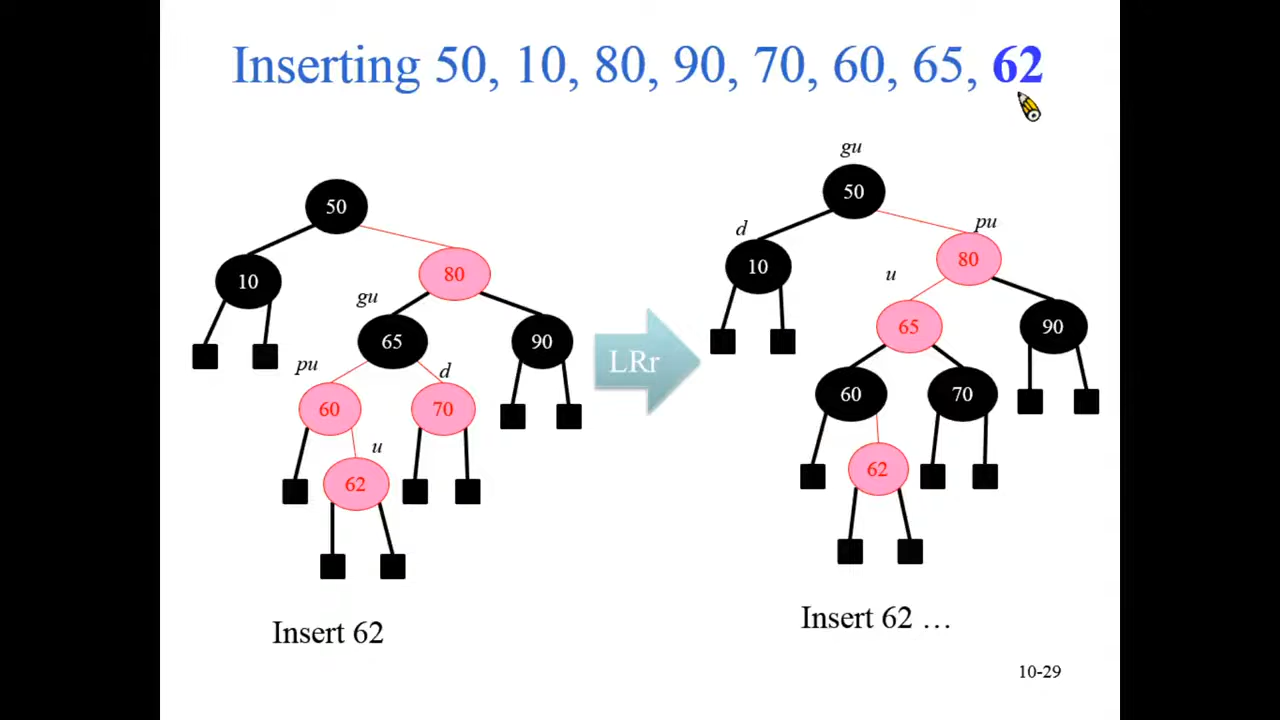 Inserting 50, 10, 80, 90, 70, 60, 65, 62
50
10
80
gu
65
90
pu
d
60
70
u
62
Insert 62
LRr
gu
50
d
pu
10
80
u
65
90
60
70
62
Insert 62 …
10-29